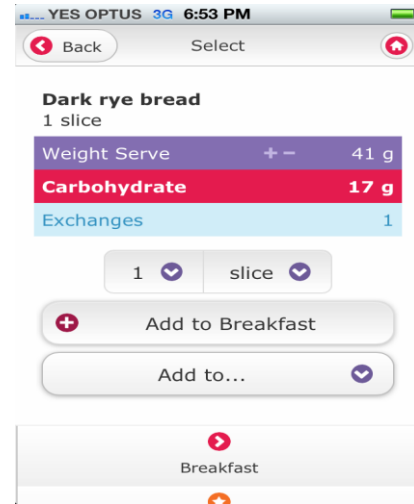 YES OPTUS 3G 6:53 PM
Back Select
Dark rye bread
1 slice
Weight Serve + − 41 g
Carbohydrate 17 g
Exchanges 1
1 slice
Add to Breakfast
Add to...
Breakfast